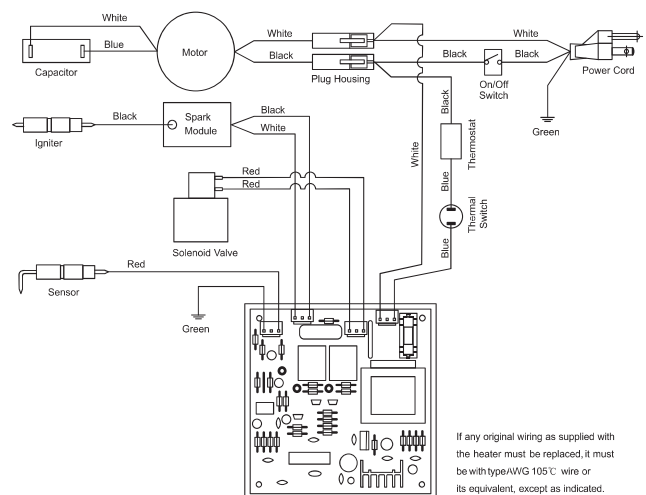 White
White
White
White
Blue
Motor
Black
Black
Black
Capacitor
Plug Housing
On/Off
Switch
Power Cord
Black
Black
Spark
Module
Black
White
Igniter
Green
Thermostat
White
Red
Red
Blue
Thermal
Switch
Solenoid Valve
Blue
Red
Sensor
Green
If any original wiring as supplied with
the heater must be replaced, it must
be with type AWG 105℃ wire or
its equivalent, except as indicated.